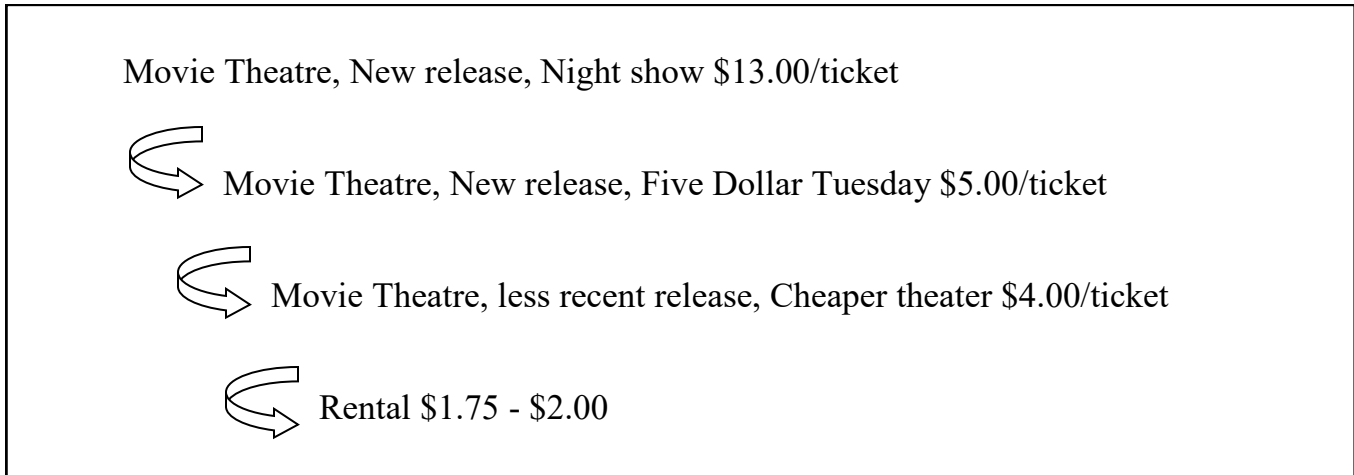 Movie Theatre, New release, Night show $13.00/ticket
Movie Theatre, New release, Five Dollar Tuesday $5.00/ticket
Movie Theatre, less recent release, Cheaper theater $4.00/ticket
Rental $1.75 - $2.00